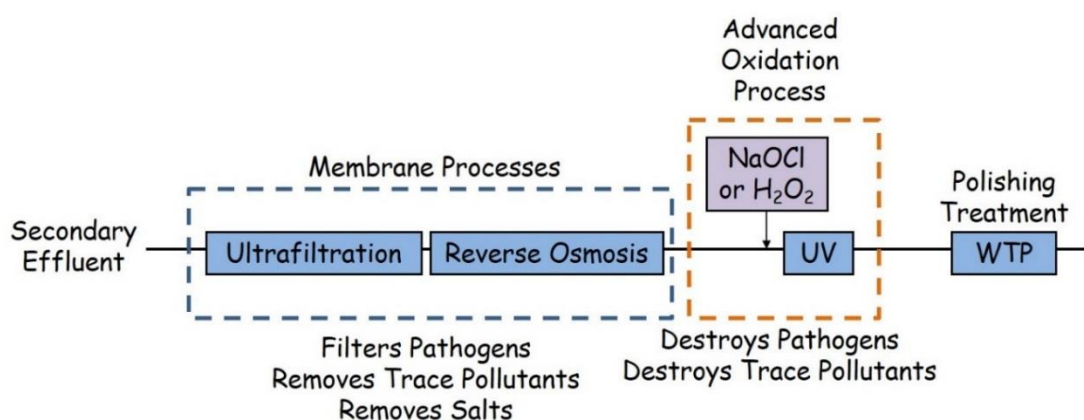 Advanced
Oxidation
Process
Membrane Processes
NaOCl
or H₂O₂
Polishing
Treatment
Secondary
Effluent
Ultrafiltration
Reverse Osmosis
UV
WTP
Filters Pathogens
Removes Trace Pollutants
Removes Salts
Destroys Pathogens
Destroys Trace Pollutants